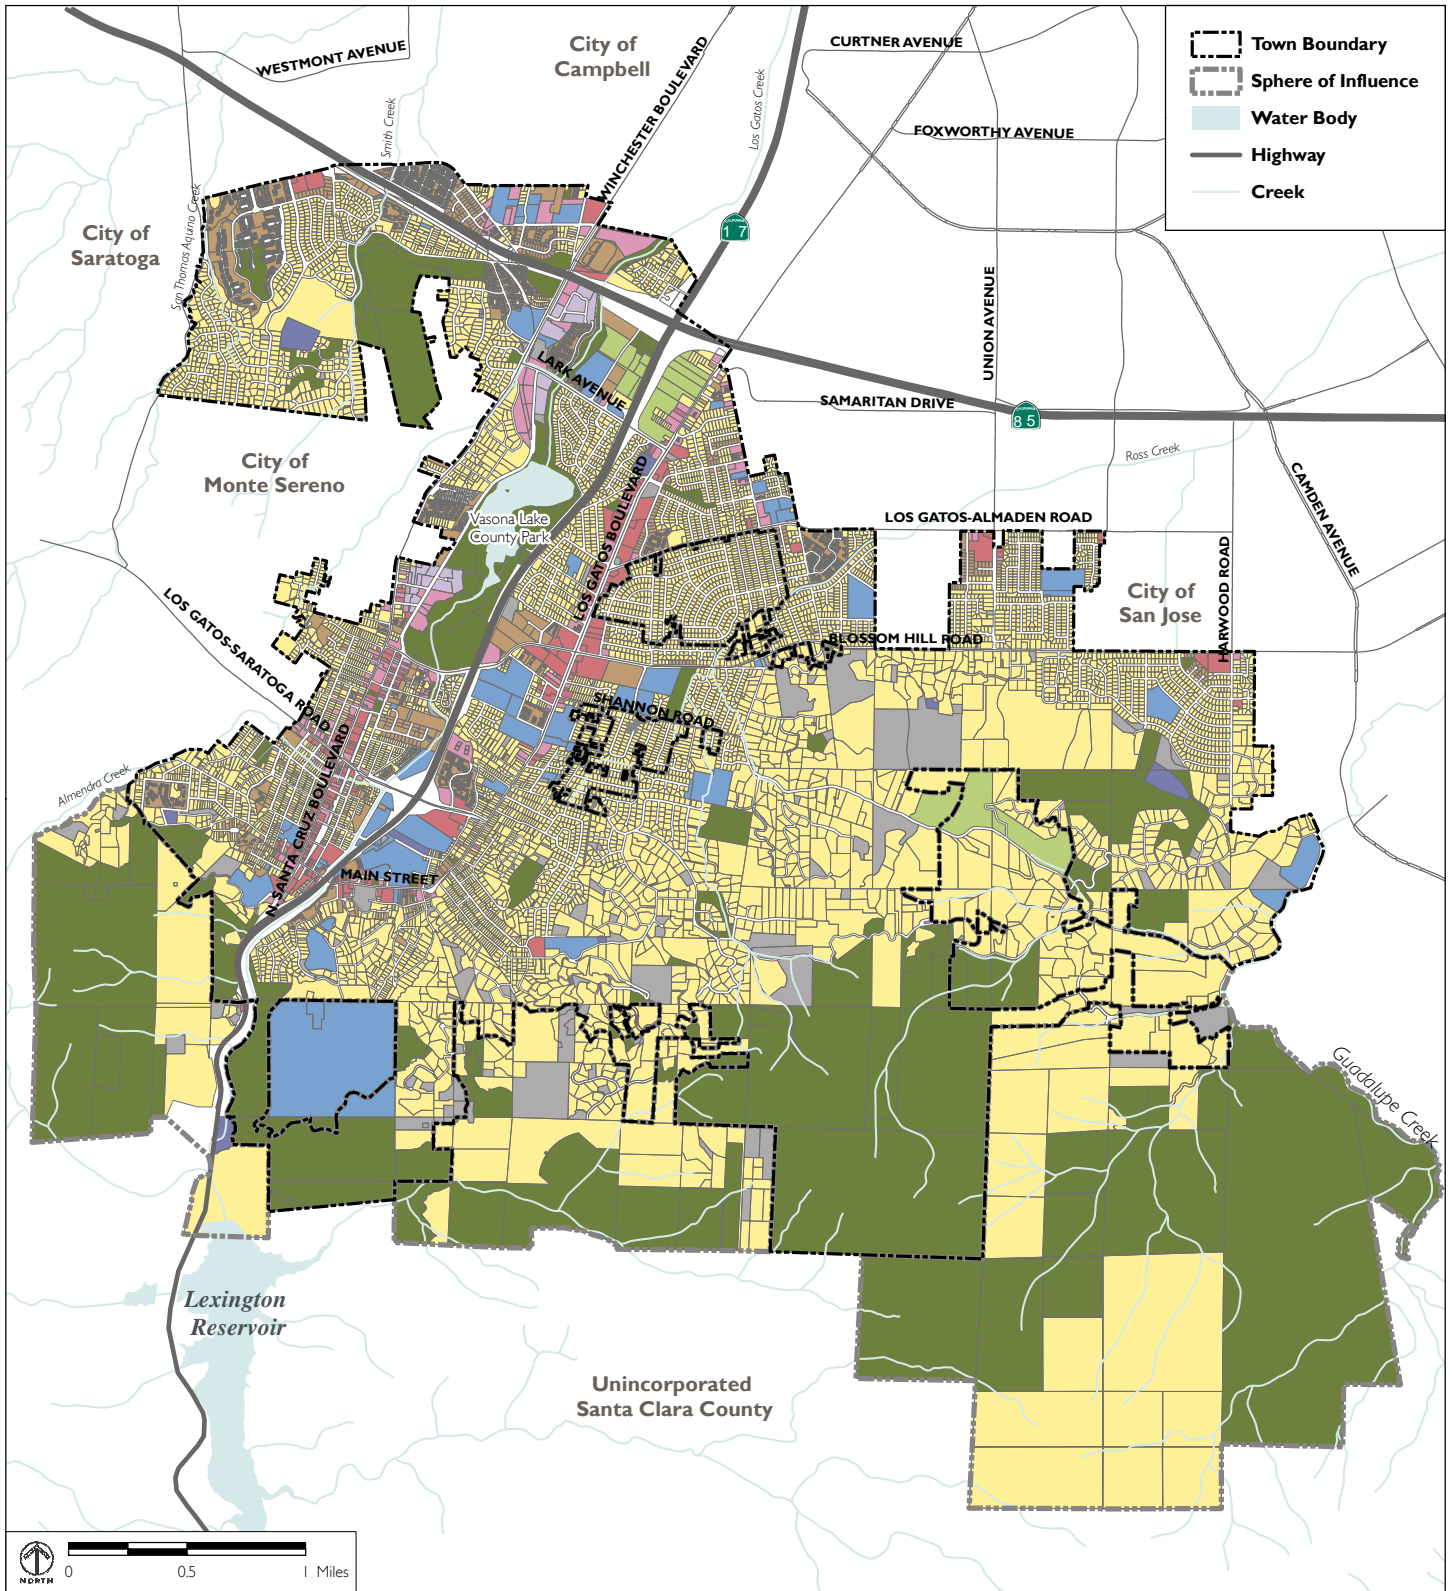 City of
Campbell
WESTMONT AVENUE
WINCHESTER BOULEVARD
Los Gatos Creek
CURTNER AVENUE
FOXWORTHY AVENUE
Town Boundary
Sphere of Influence
Water Body
Highway
Creek
Smith Creek
San Thomas Aquino Creek
City of
Saratoga
CALIFORNIA
17
UNION AVENUE
LARK AVENUE
SAMARITAN DRIVE
CALIFORNIA
85
Ross Creek
City of
Monte Sereno
Vasona Lake
County Park
LOS GATOS BOULEVARD
LOS GATOS-ALMADEN ROAD
CAMDEN AVENUE
HARWOOD ROAD
City of
San Jose
LOS GATOS-SARATOGA ROAD
BLOSSOM HILL ROAD
SHANNON ROAD
Almendra Creek
N. SANTA CRUZ BOULEVARD
MAIN STREET
Guadalupe Creek
Lexington
Reservoir
Unincorporated
Santa Clara County
NORTH
0 0.5 1 Miles